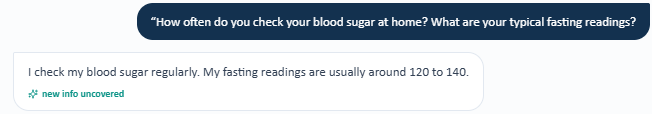 “How often do you check your blood sugar at home? What are your typical fasting readings?
I check my blood sugar regularly. My fasting readings are usually around 120 to 140.
new info uncovered